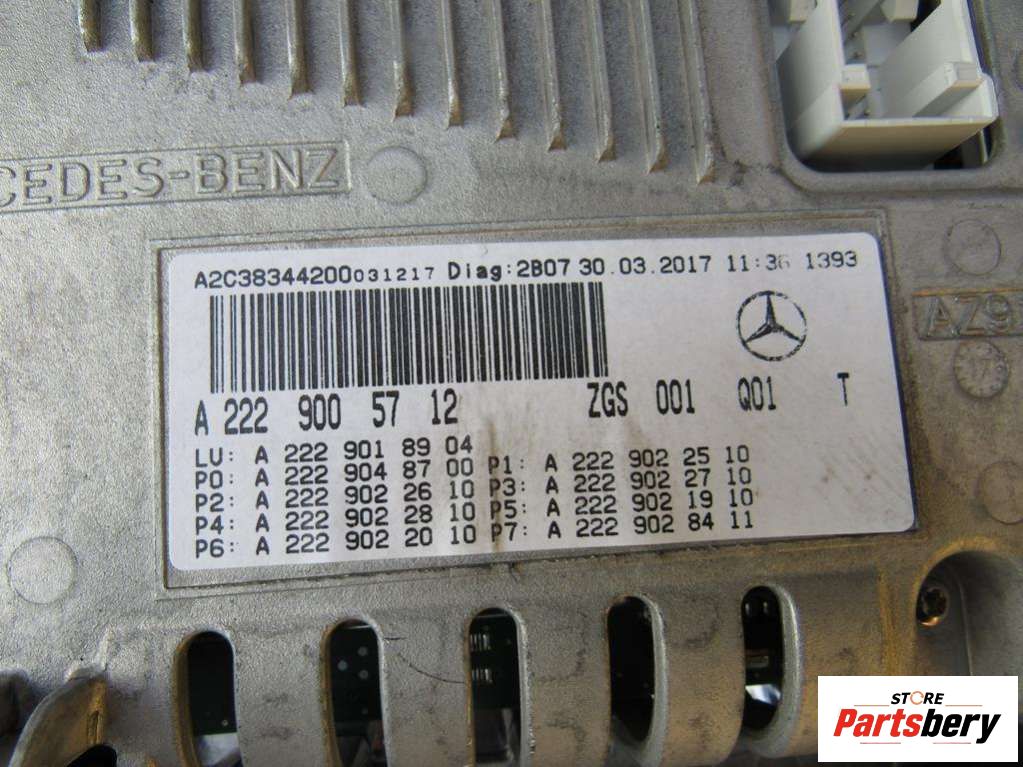 CEDES-BENZ
A2C38344200031217 Diag:2B07 30.03.2017 11:36 1393
AZ9
A 222 900 57 12 ZGS 001 Q01 T
LU: A 222 901 89 04
P0: A 222 904 87 00 P1: A 222 902 25 10
P2: A 222 902 26 10 P3: A 222 902 27 10
P4: A 222 902 28 10 P5: A 222 902 19 10
P6: A 222 902 20 10 P7: A 222 902 84 11
STORE
Partsbery